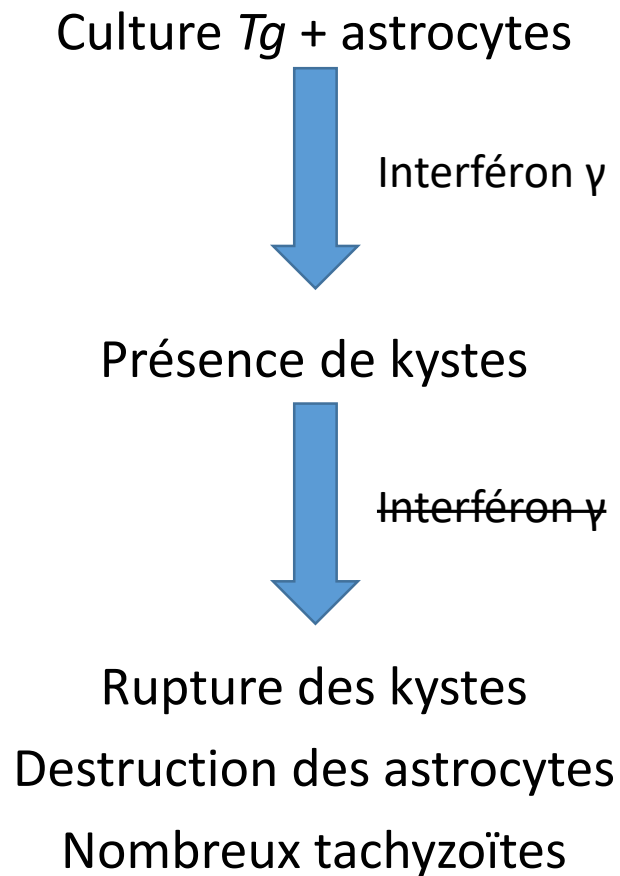 Culture Tg + astrocytes
Interféron γ
Présence de kystes
Interféron γ
Rupture des kystes
Destruction des astrocytes
Nombreux tachyzoïtes